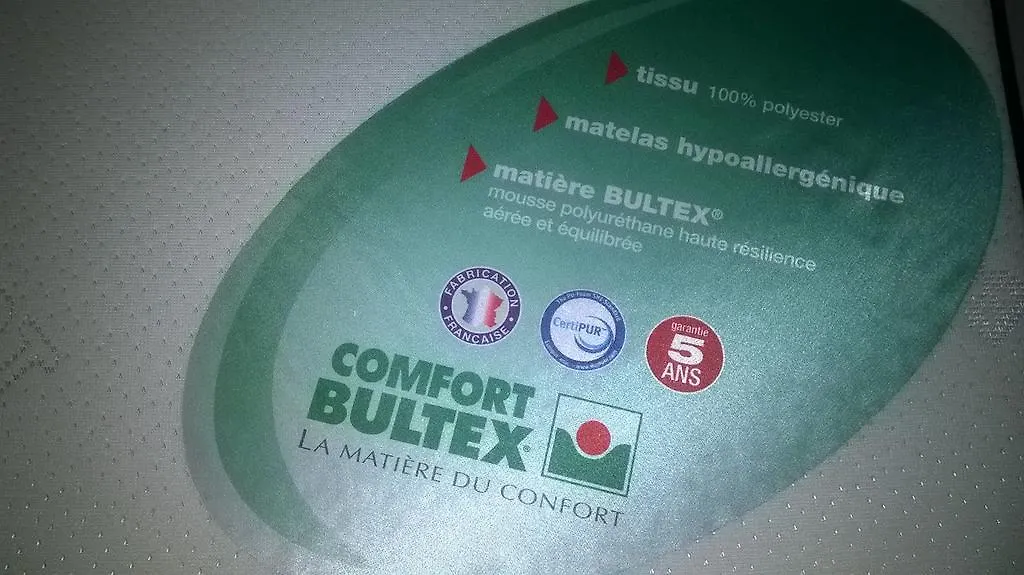 tissu 100% polyester
matelas hypoallergénique
matière BULTEX®
mousse polyuréthane haute résilience
aérée et équilibrée
FABRICATION
FRANÇAISE
CertiPUR™
garantie
5
ANS
COMFORT
BULTEX®
LA MATIÈRE DU CONFORT